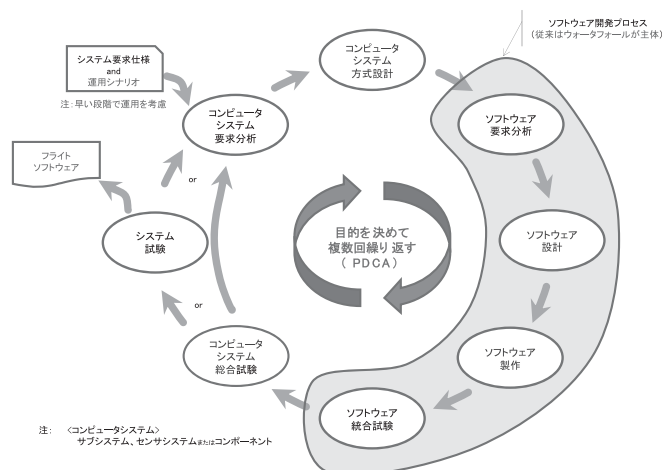 ソフトウェア開発プロセス
(従来はウォータフォールが主体)
システム要求仕様
and
運用シナリオ
注:早い段階で運用を考慮
コンピュータ
システム
方式設計
コンピュータ
システム
要求分析
ソフトウェア
要求分析
フライト
ソフトウェア
or
システム
試験
目的を決めて
複数回繰り返す
( PDCA)
ソフトウェア
設計
or
コンピュータ
システム
総合試験
ソフトウェア
製作
ソフトウェア
統合試験
注: <コンピュータシステム>
サブシステム、センサシステムまたはコンポーネント